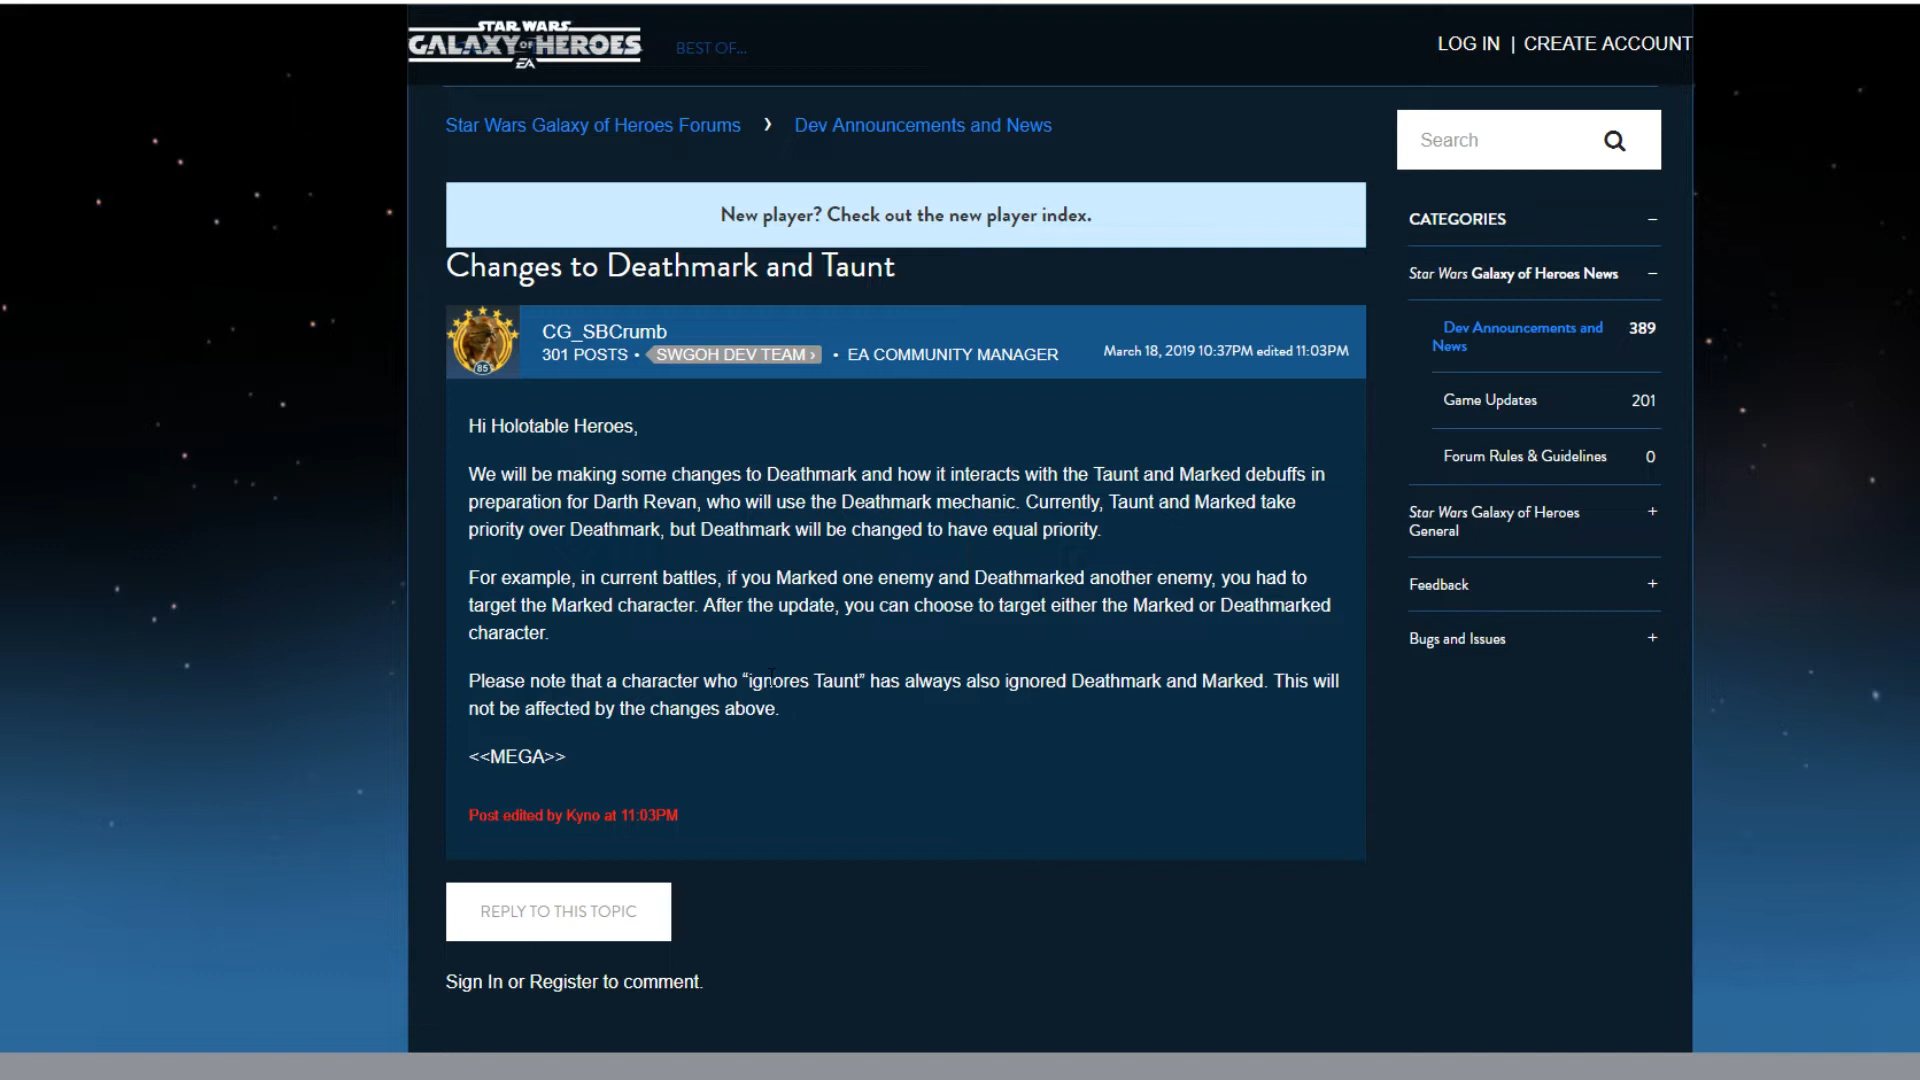 STAR WARS
GALAXY OF HEROES
EA
BEST OF...
LOG IN | CREATE ACCOUNT
Star Wars Galaxy of Heroes Forums › Dev Announcements and News
Search
New player? Check out the new player index.
Changes to Deathmark and Taunt
85
CG_SBCrumb
301 POSTS • SWGOH DEV TEAM › • EA COMMUNITY MANAGER
March 18, 2019 10:37PM edited 11:03PM
Hi Holotable Heroes,
We will be making some changes to Deathmark and how it interacts with the Taunt and Marked debuffs in
preparation for Darth Revan, who will use the Deathmark mechanic. Currently, Taunt and Marked take
priority over Deathmark, but Deathmark will be changed to have equal priority.
For example, in current battles, if you Marked one enemy and Deathmarked another enemy, you had to
target the Marked character. After the update, you can choose to target either the Marked or Deathmarked
character.
Please note that a character who “ignores Taunt” has always also ignored Deathmark and Marked. This will
not be affected by the changes above.
<<MEGA>>
Post edited by Kyno at 11:03PM
REPLY TO THIS TOPIC
Sign In or Register to comment.
CATEGORIES –
Star Wars Galaxy of Heroes News –
Dev Announcements and 389
News
Game Updates 201
Forum Rules & Guidelines 0
Star Wars Galaxy of Heroes +
General
Feedback +
Bugs and Issues +